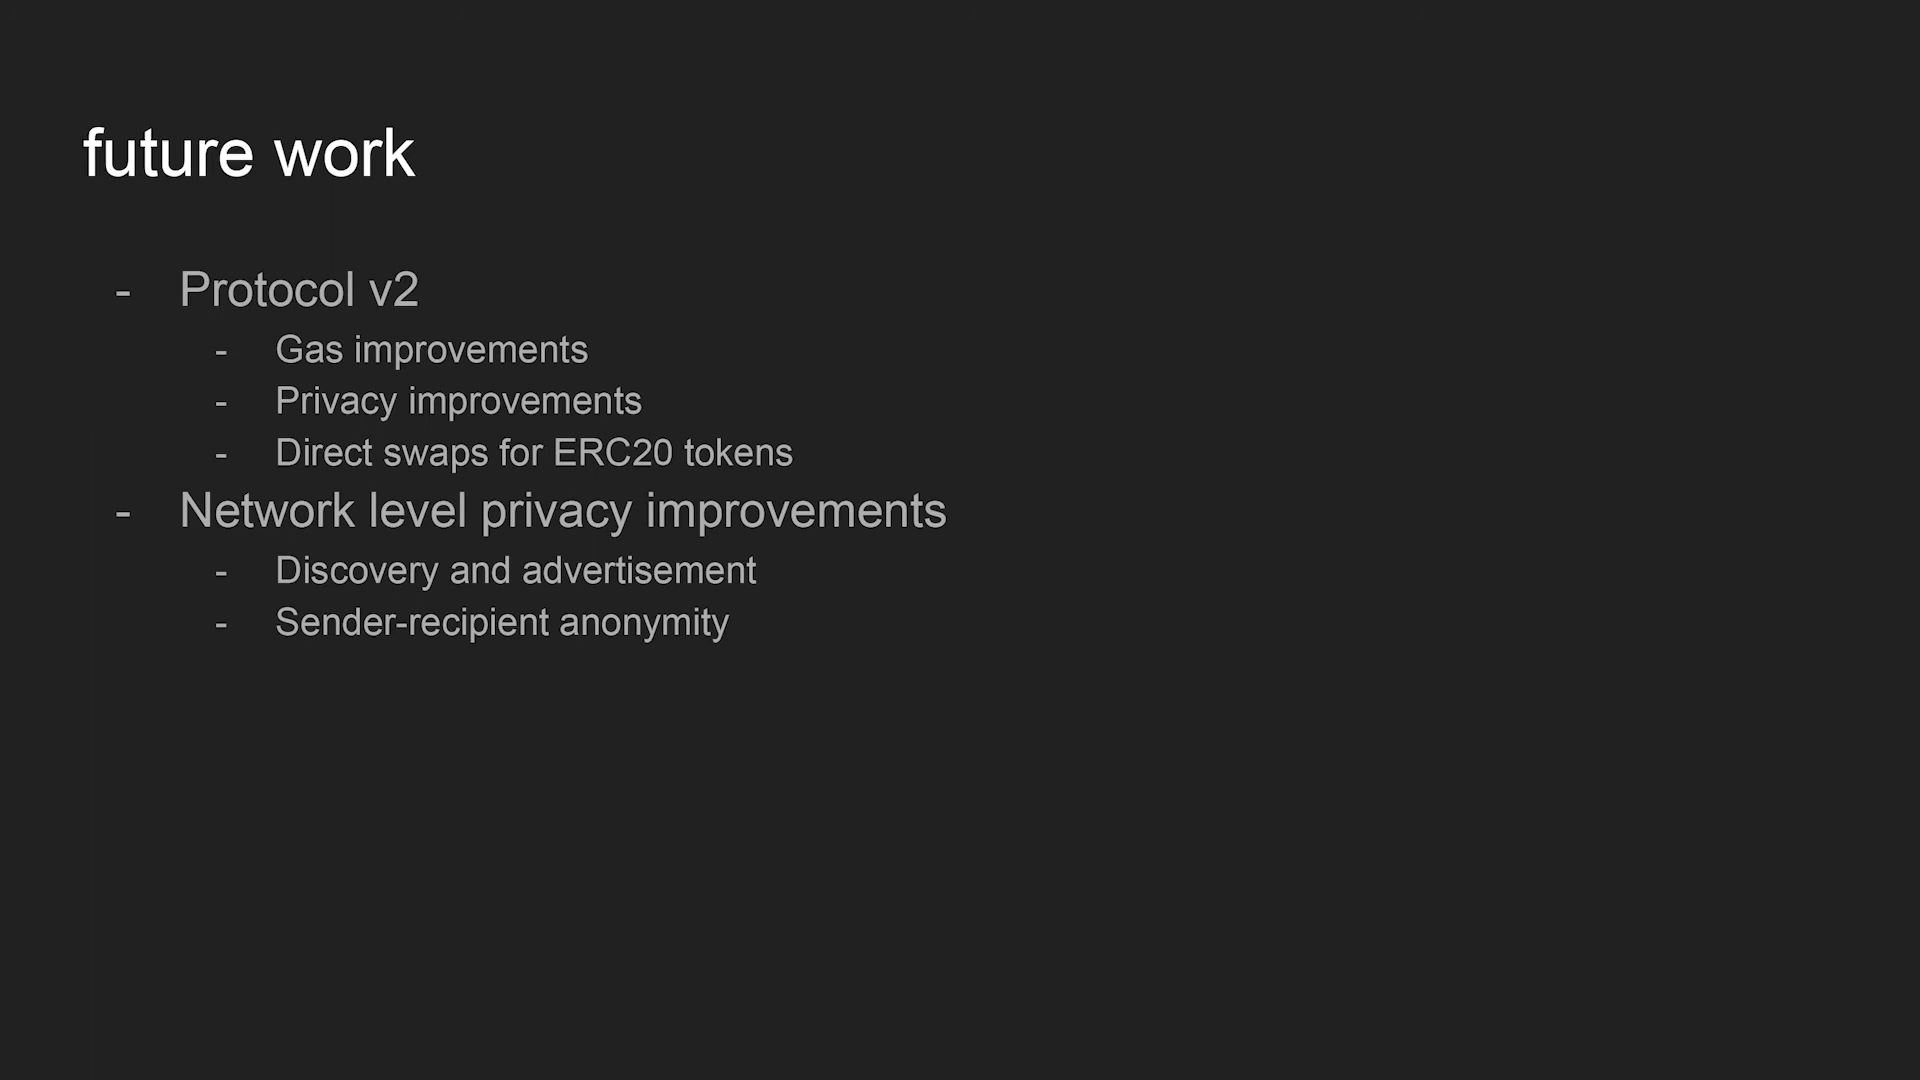 future work
- Protocol v2
- Gas improvements
- Privacy improvements
- Direct swaps for ERC20 tokens
- Network level privacy improvements
- Discovery and advertisement
- Sender-recipient anonymity